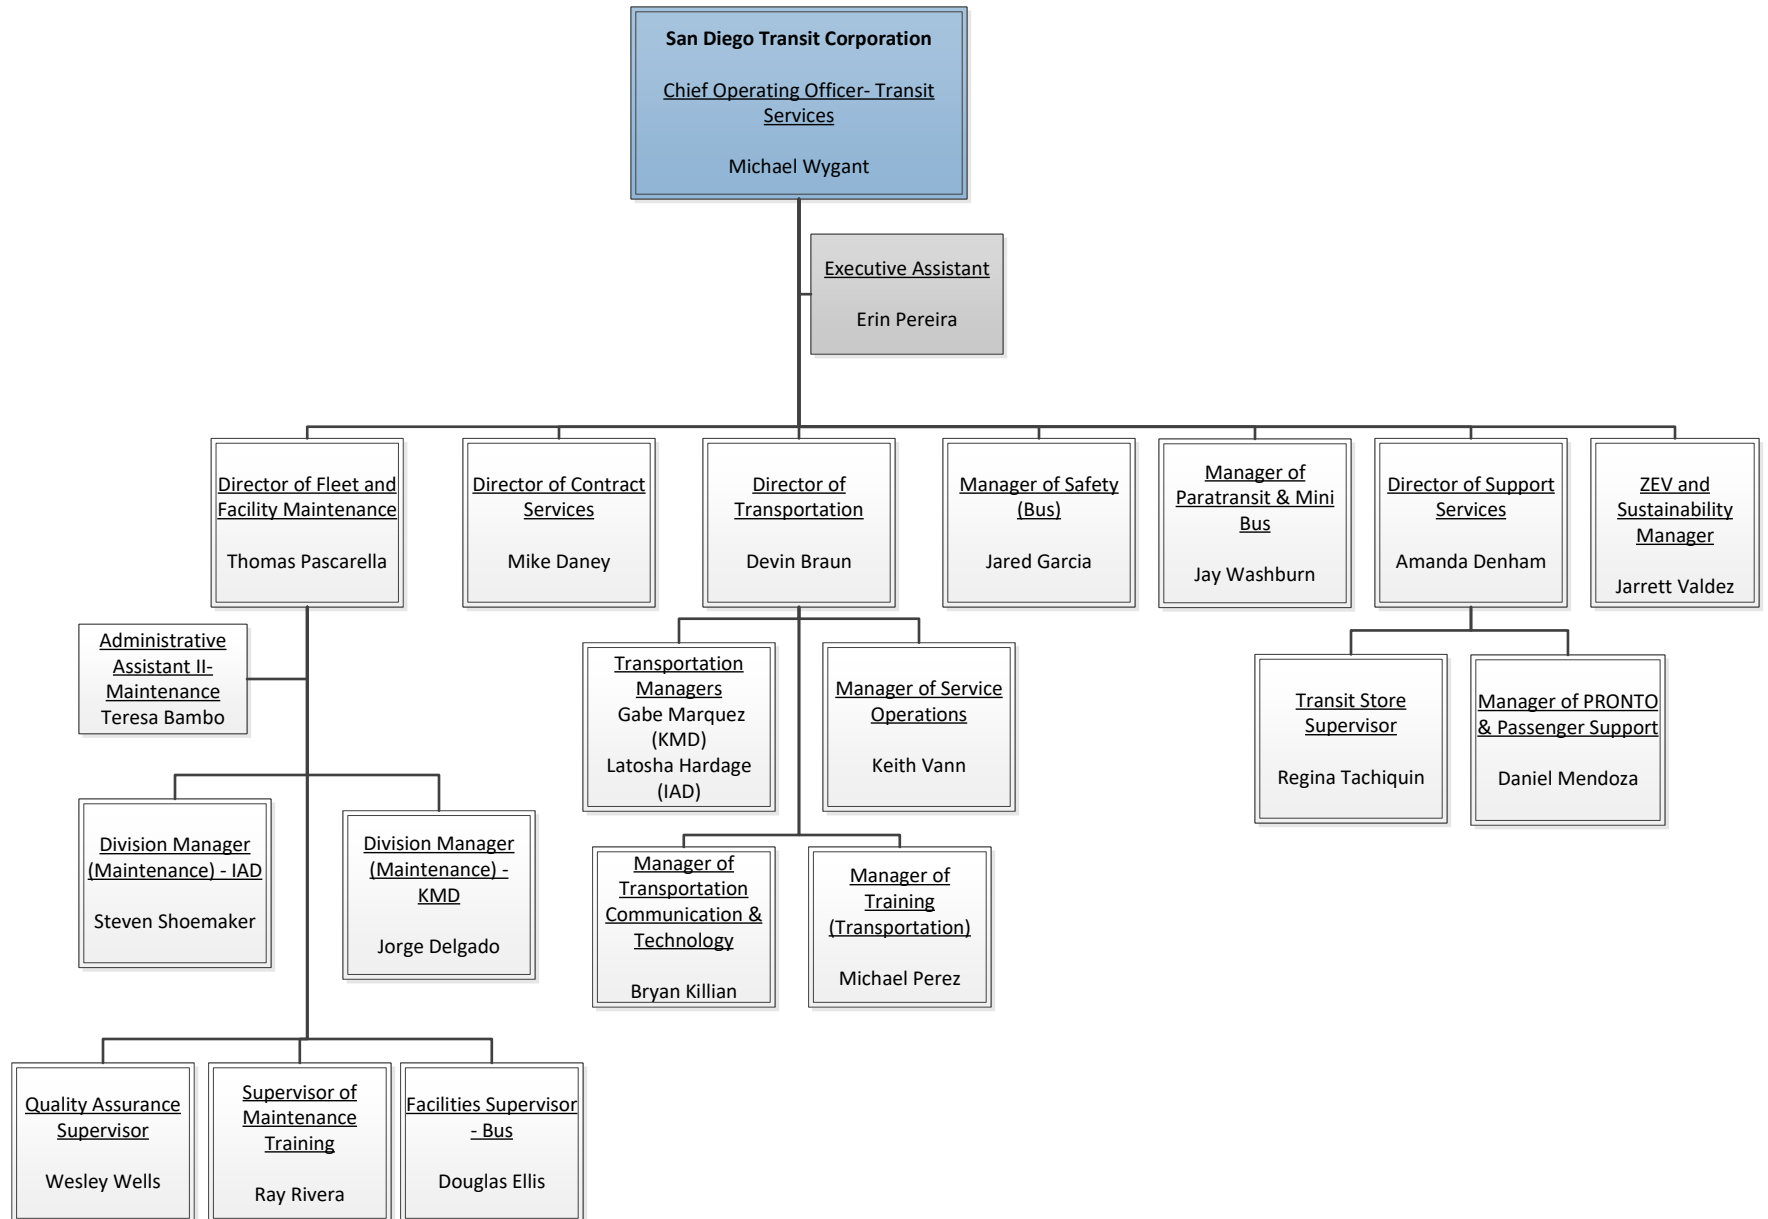 San Diego Transit Corporation
Chief Operating Officer- Transit
Services
Michael Wygant
Executive Assistant
Erin Pereira
Director of Fleet and
Facility Maintenance
Thomas Pascarella
Director of Contract
Services
Mike Daney
Director of
Transportation
Devin Braun
Manager of Safety
(Bus)
Jared Garcia
Manager of
Paratransit & Mini
Bus
Jay Washburn
Director of Support
Services
Amanda Denham
ZEV and
Sustainability
Manager
Jarrett Valdez
Administrative
Assistant II-
Maintenance
Teresa Bambo
Transportation
Managers
Gabe Marquez
(KMD)
Latosha Hardage
(IAD)
Manager of Service
Operations
Keith Vann
Transit Store
Supervisor
Regina Tachiquin
Manager of PRONTO
& Passenger Support
Daniel Mendoza
Division Manager
(Maintenance) - IAD
Steven Shoemaker
Division Manager
(Maintenance) -
KMD
Jorge Delgado
Manager of
Transportation
Communication &
Technology
Bryan Killian
Manager of
Training
(Transportation)
Michael Perez
Quality Assurance
Supervisor
Wesley Wells
Supervisor of
Maintenance
Training
Ray Rivera
Facilities Supervisor
- Bus
Douglas Ellis